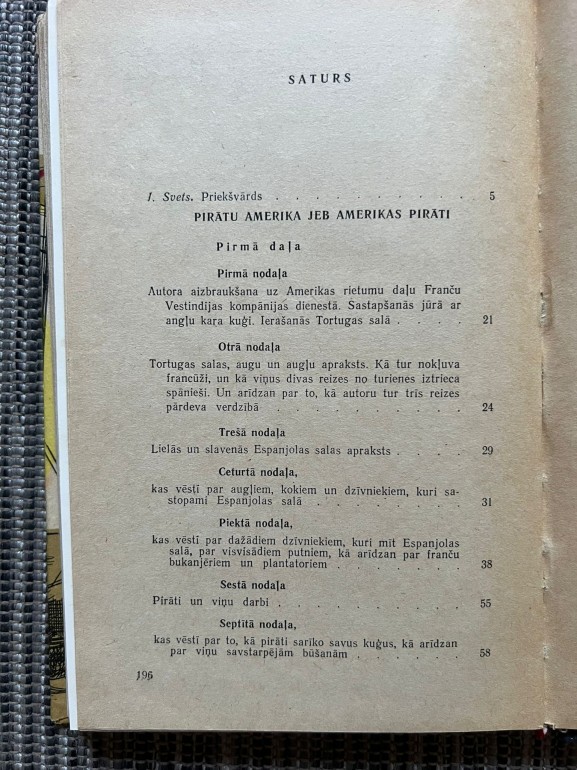 SATURS
I. Svets. Priekšvārds . . . . . . . . . . 5
PIRĀTU AMERIKA JEB AMERIKAS PIRĀTI
Pirmā daļa
Pirmā nodaļa
Autora aizbraukšana uz Amerikas rietumu daļu Franču
Vestindijas kompānijas dienestā. Sastapšanās jūrā ar
angļu kara kuģi. Ierašanās Tortugas salā . . . . 21
Otrā nodaļa
Tortugas salas, augu un augļu apraksts. Kā tur nokļuva
francūži, un kā viņus divas reizes no turienes iztrieca
spānieši. Un arīdzan par to, kā autoru tur trīs reizes
pārdeva verdzībā . . . . . . . . . 24
Trešā nodaļa
Lielās un slavenās Espanjolas salas apraksts . . . . 29
Ceturtā nodaļa,
kas vēstī par augļiem, kokiem un dzīvniekiem, kuri sa-
stopami Espanjolas salā . . . . . . . 31
Piektā nodaļa,
kas vēstī par dažādiem dzīvniekiem, kuri mīt Espanjolas
salā, par visvisādiem putniem, kā arīdzan par franču
bukanjēriem un plantatoriem . . . . . . 38
Sestā nodaļa
Pirāti un viņu darbi . . . . . . . . . 55
Septītā nodaļa,
kas vēstī par to, kā pirāti sarīko savus kuģus, kā arīdzan
par viņu savstarpējām būšanām . . . . . . 58
196